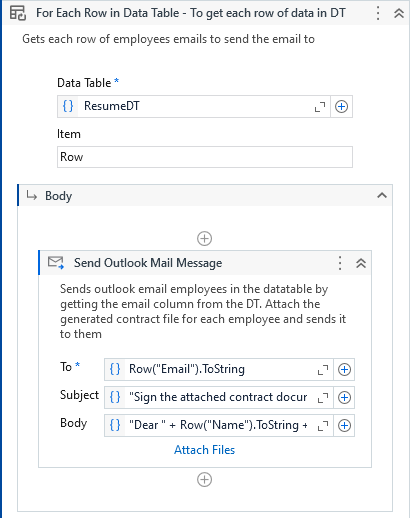 For Each Row in Data Table - To get each row of data in DT
Gets each row of employees emails to send the email to
Data Table *
{} ResumeDT
Item
Row
Body
Send Outlook Mail Message
Sends outlook email employees in the datatable by
getting the email column from the DT. Attach the
generated contract file for each employee and sends it
to them
To * {} Row("Email").ToString
Subject {} "Sign the attached contract docur
Body {} "Dear " + Row("Name").ToString +
Attach Files